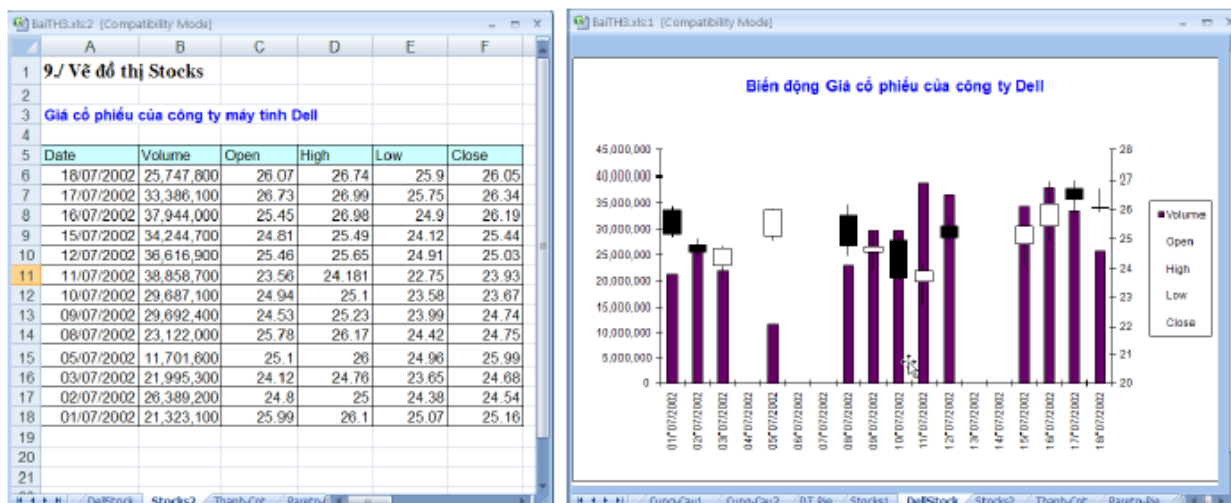 BaiTH3.xls:2 [Compatibility Mode]
A B C D E F
1 9./ Vẽ đồ thị Stocks
2
3 Giá cổ phiếu của công ty máy tính Dell
4
5 Date Volume Open High Low Close
6 18/07/2002 25,747,800 26.07 26.74 25.9 26.05
7 17/07/2002 33,386,100 26.73 26.99 25.75 26.34
8 16/07/2002 37,944,000 25.45 26.98 24.9 26.19
9 15/07/2002 34,244,700 24.81 25.49 24.12 25.44
10 12/07/2002 36,616,900 25.46 25.65 24.91 25.03
11 11/07/2002 38,858,700 23.56 24.181 22.75 23.93
12 10/07/2002 29,687,100 24.94 25.1 23.58 23.67
13 09/07/2002 29,692,400 24.53 25.23 23.99 24.74
14 08/07/2002 23,122,000 25.78 26.17 24.42 24.75
15 05/07/2002 11,701,600 25.1 26 24.96 25.99
16 03/07/2002 21,995,300 24.12 24.76 23.65 24.68
17 02/07/2002 26,389,200 24.8 25 24.38 24.54
18 01/07/2002 21,323,100 25.99 26.1 25.07 25.16
19
20
21
DellStock Stocks2 Thanh-Cot
BaiTH3.xls:1 [Compatibility Mode]
Biến động Giá cổ phiếu của công ty Dell
45,000,000 28
40,000,000 27
35,000,000 26
30,000,000 25
25,000,000 24
20,000,000 23
15,000,000 22
10,000,000 21
5,000,000 20
0
Volume
Open
High
Low
Close
01/07/2002 02/07/2002 03/07/2002 04/07/2002 05/07/2002 06/07/2002 07/07/2002 08/07/2002 09/07/2002 10/07/2002 11/07/2002 12/07/2002 13/07/2002 14/07/2002 15/07/2002 16/07/2002 17/07/2002 18/07/2002
Cung-Cau1 Cung-Cau2 DT Pie Stocks1 DellStock Stocks2 Thanh-Cot Pareto-Pie